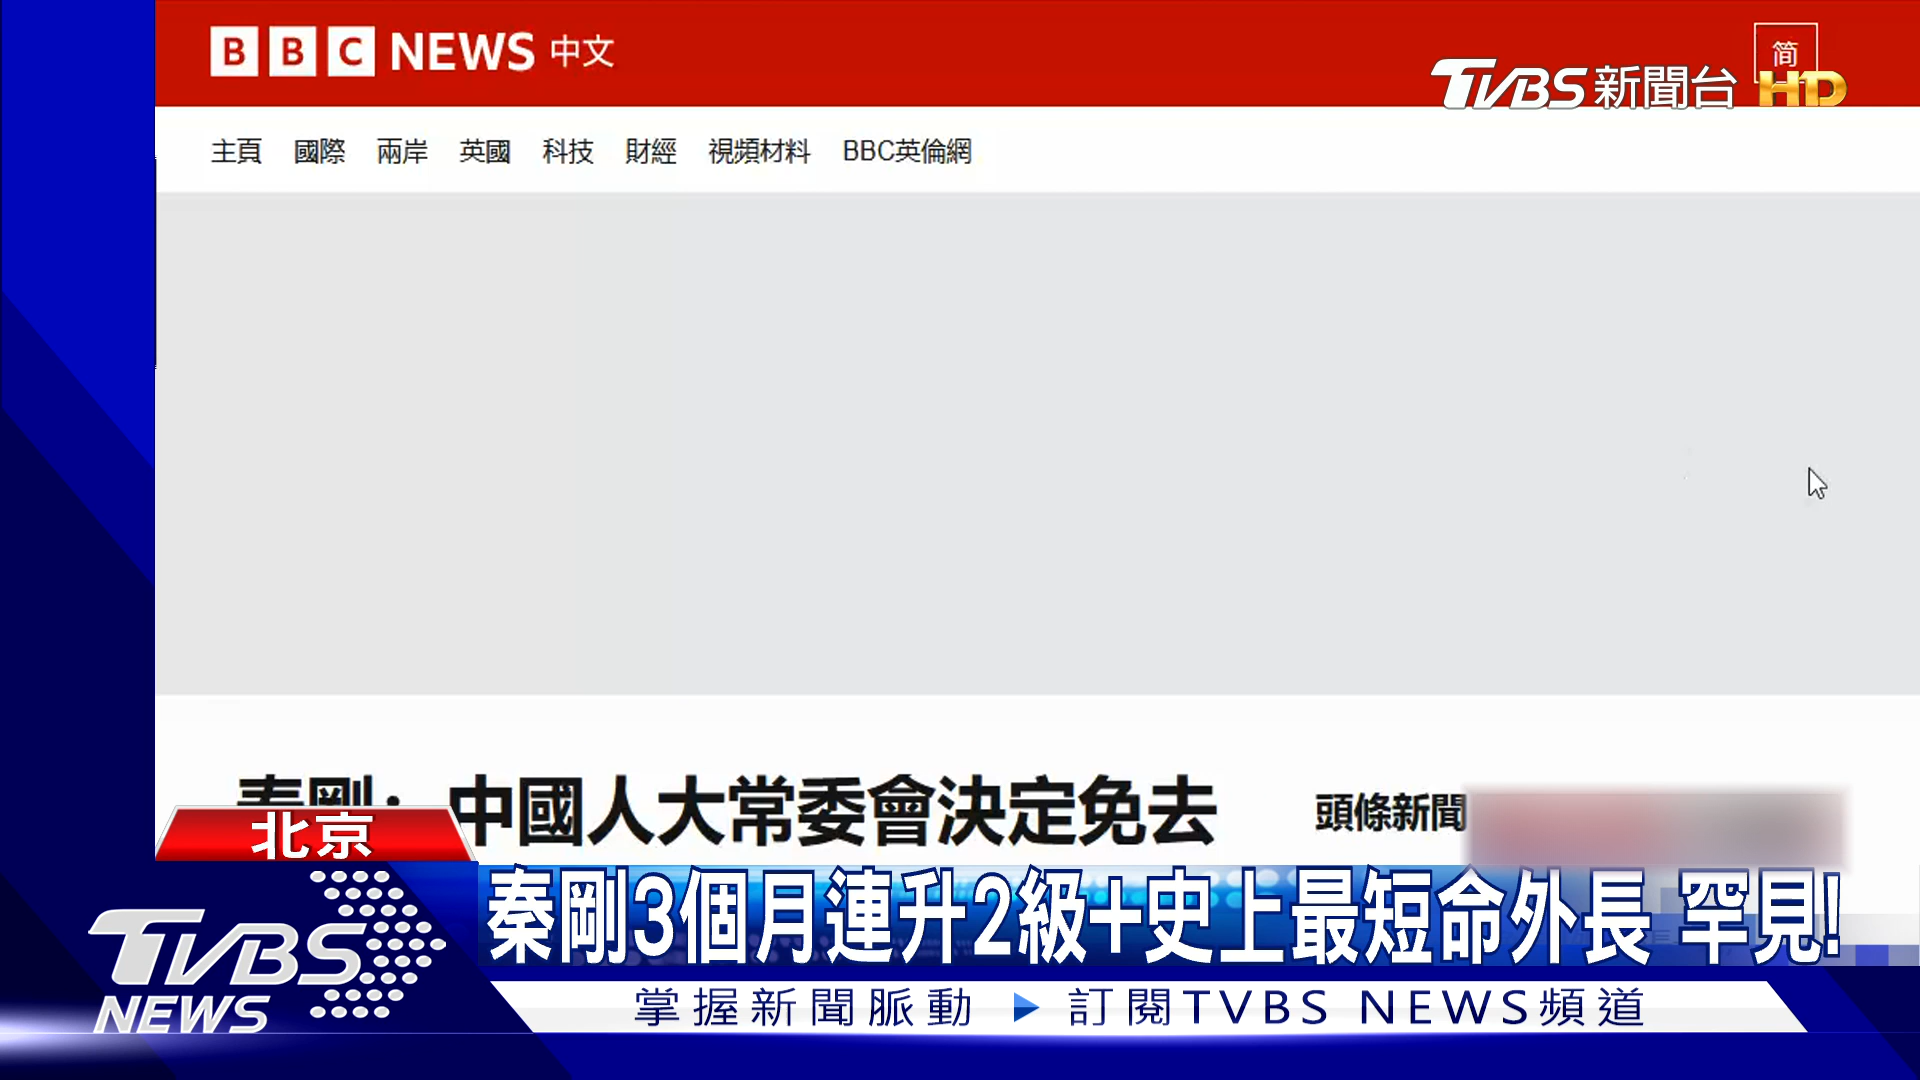 BBC NEWS 中文
简
TVBS新聞台 HD
主頁 國際 兩岸 英國 科技 財經 視頻材料 BBC英倫網
秦剛：中國人大常委會決定免去
頭條新聞
北京
秦剛3個月連升2級+史上最短命外長 罕見!
TVBS NEWS
掌握新聞脈動 ▶ 訂閱TVBS NEWS頻道